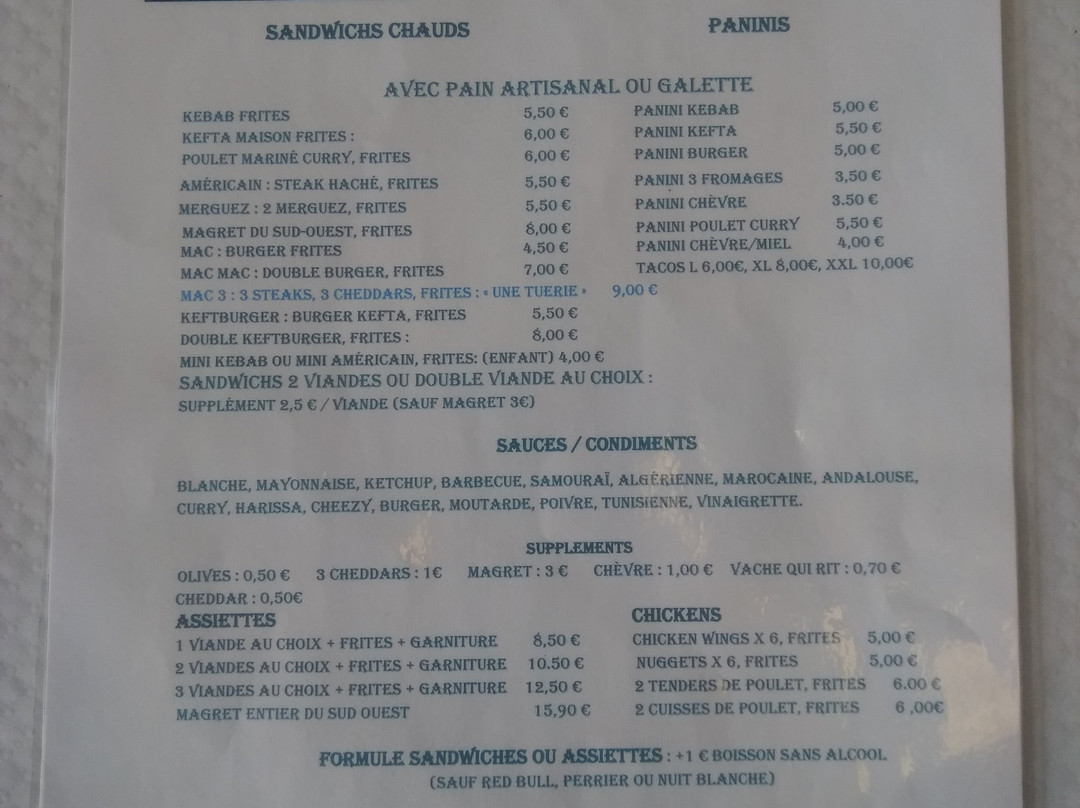 SANDWICHS CHAUDS
PANINIS
AVEC PAIN ARTISANAL OU GALETTE
KEBAB FRITES 5,50 €
KEFTA MAISON FRITES : 6,00 €
POULET MARINÉ CURRY, FRITES 6,00 €
AMÉRICAIN : STEAK HACHÉ, FRITES 5,50 €
MERGUEZ : 2 MERGUEZ, FRITES 5,50 €
MAGRET DU SUD-OUEST, FRITES 8,00 €
MAC : BURGER FRITES 4,50 €
MAC MAC : DOUBLE BURGER, FRITES 7,00 €
MAC 3 : 3 STEAKS, 3 CHEDDARS, FRITES : « UNE TUERIE » 9,00 €
KEFTBURGER : BURGER KEFTA, FRITES 5,50 €
DOUBLE KEFTBURGER, FRITES : 8,00 €
MINI KEBAB OU MINI AMÉRICAIN, FRITES: (ENFANT) 4,00 €
SANDWICHS 2 VIANDES OU DOUBLE VIANDE AU CHOIX :
SUPPLÉMENT 2,5 € / VIANDE (SAUF MAGRET 3€)
PANINI KEBAB 5,00 €
PANINI KEFTA 5,50 €
PANINI BURGER 5,00 €
PANINI 3 FROMAGES 3,50 €
PANINI CHÈVRE 3.50 €
PANINI POULET CURRY 5,50 €
PANINI CHÈVRE/MIEL 4,00 €
TACOS L 6,00€, XL 8,00€, XXL 10,00€
SAUCES / CONDIMENTS
BLANCHE, MAYONNAISE, KETCHUP, BARBECUE, SAMOURAÏ, ALGÉRIENNE, MAROCAINE, ANDALOUSE,
CURRY, HARISSA, CHEEZY, BURGER, MOUTARDE, POIVRE, TUNISIENNE, VINAIGRETTE.
SUPPLEMENTS
OLIVES : 0,50 € 3 CHEDDARS : 1€ MAGRET : 3 € CHÈVRE : 1,00 € VACHE QUI RIT : 0,70 €
CHEDDAR : 0,50€
ASSIETTES
1 VIANDE AU CHOIX + FRITES + GARNITURE 8,50 €
2 VIANDES AU CHOIX + FRITES + GARNITURE 10.50 €
3 VIANDES AU CHOIX + FRITES + GARNITURE 12,50 €
MAGRET ENTIER DU SUD OUEST 15,90 €
CHICKENS
CHICKEN WINGS X 6, FRITES 5,00 €
NUGGETS X 6, FRITES 5,00 €
2 TENDERS DE POULET, FRITES 6.00 €
2 CUISSES DE POULET, FRITES 6 ,00€
FORMULE SANDWICHES OU ASSIETTES : +1 € BOISSON SANS ALCOOL
(SAUF RED BULL, PERRIER OU NUIT BLANCHE)